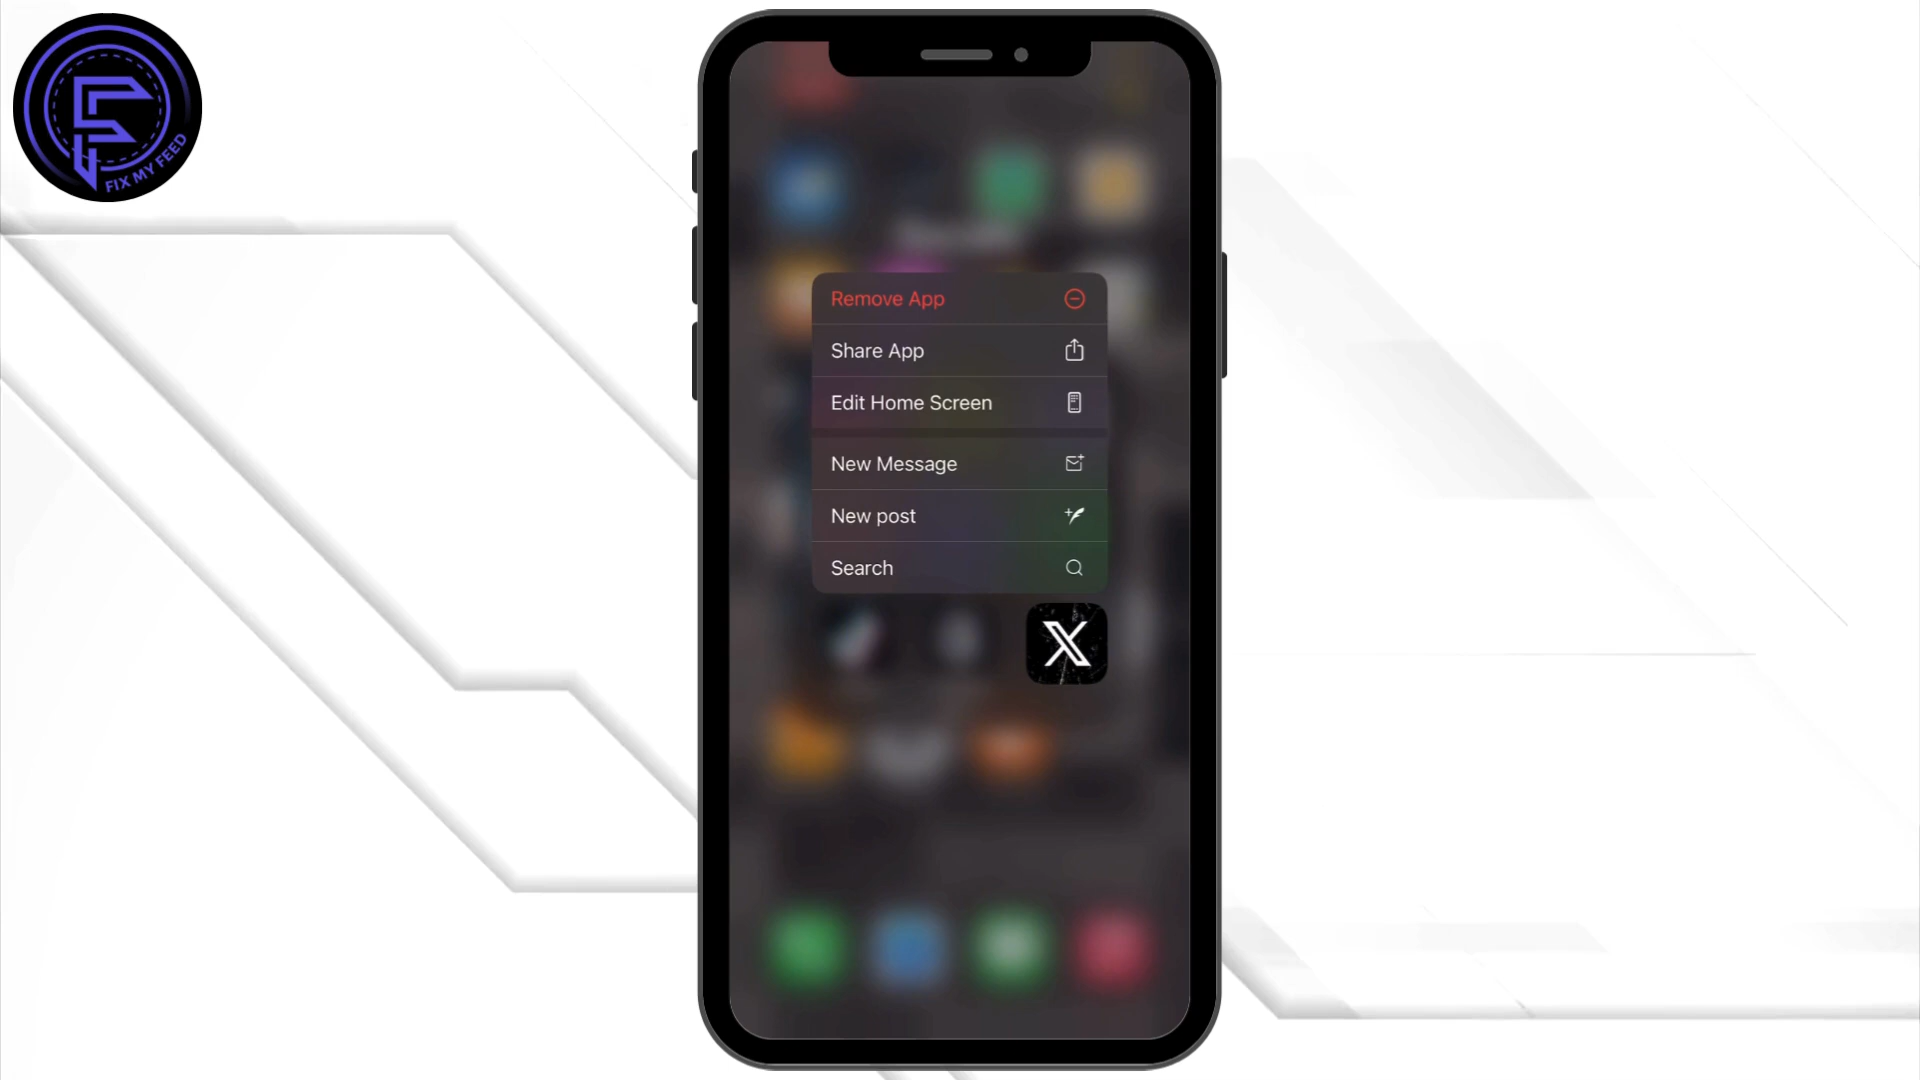 FIX MY FEED
Remove App
Share App
Edit Home Screen
New Message
New post
Search